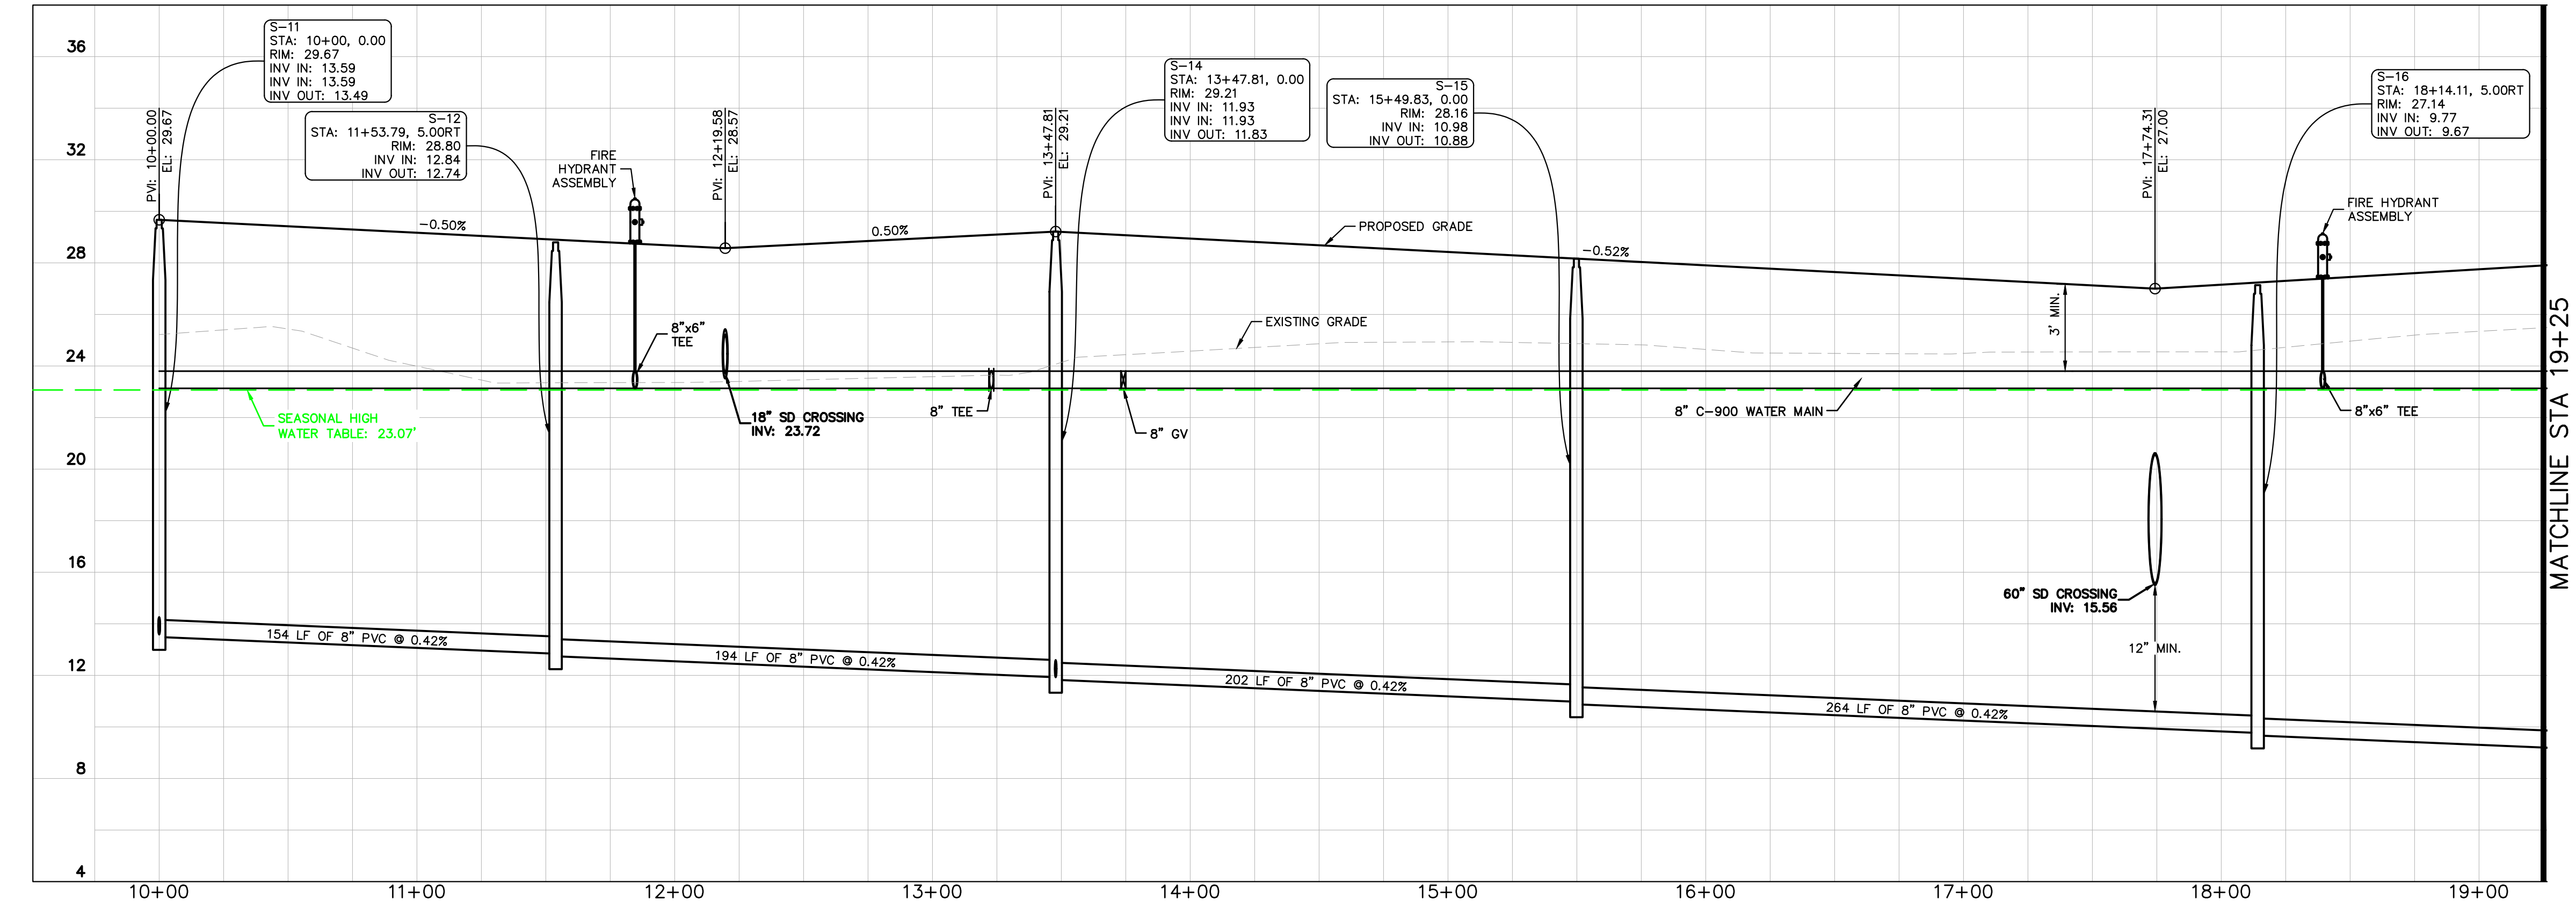 S-11
STA: 10+00, 0.00
RIM: 29.67
INV IN: 13.59
INV IN: 13.59
INV OUT: 13.49
S-12
STA: 11+53.79, 5.00RT
RIM: 28.80
INV IN: 12.84
INV OUT: 12.74
S-14
STA: 13+47.81, 0.00
RIM: 29.21
INV IN: 11.93
INV IN: 11.93
INV OUT: 11.83
S-15
STA: 15+49.83, 0.00
RIM: 28.16
INV IN: 10.98
INV OUT: 10.88
S-16
STA: 18+14.11, 5.00RT
RIM: 27.14
INV IN: 9.77
INV OUT: 9.67
PVI: 10+00.00
EL: 29.67
PVI: 12+19.58
EL: 28.57
PVI: 13+47.81
EL: 29.21
PVI: 17+74.31
EL: 27.00
FIRE
HYDRANT
ASSEMBLY
FIRE HYDRANT
ASSEMBLY
-0.50%
0.50%
PROPOSED GRADE
-0.52%
EXISTING GRADE
3' MIN.
8"x6"
TEE
SEASONAL HIGH
WATER TABLE: 23.07'
18" SD CROSSING
INV: 23.72
8" TEE
8" GV
8" C-900 WATER MAIN
8"x6" TEE
60" SD CROSSING
INV: 15.56
12" MIN.
154 LF OF 8" PVC @ 0.42%
194 LF OF 8" PVC @ 0.42%
202 LF OF 8" PVC @ 0.42%
264 LF OF 8" PVC @ 0.42%
MATCHLINE STA 19+25
36
32
28
24
20
16
12
8
4
10+00
11+00
12+00
13+00
14+00
15+00
16+00
17+00
18+00
19+00